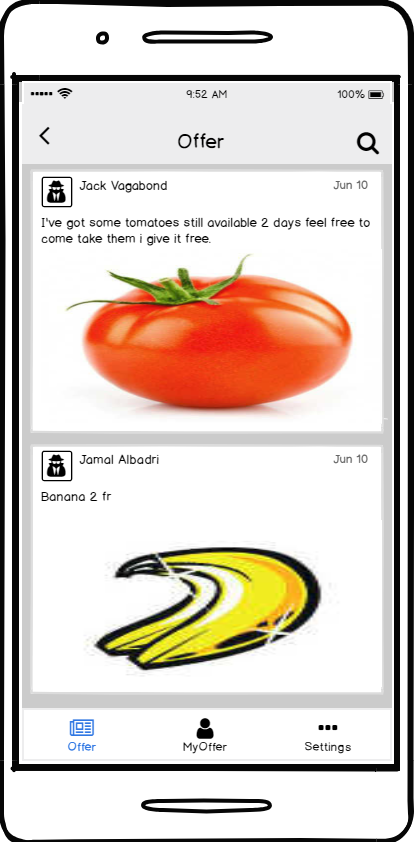 9:52 AM
100%
Offer
Jack Vagabond
Jun 10
I've got some tomatoes still available 2 days feel free to
come take them i give it free.
Jamal Albadri
Jun 10
Banana 2 fr
Offer
MyOffer
Settings